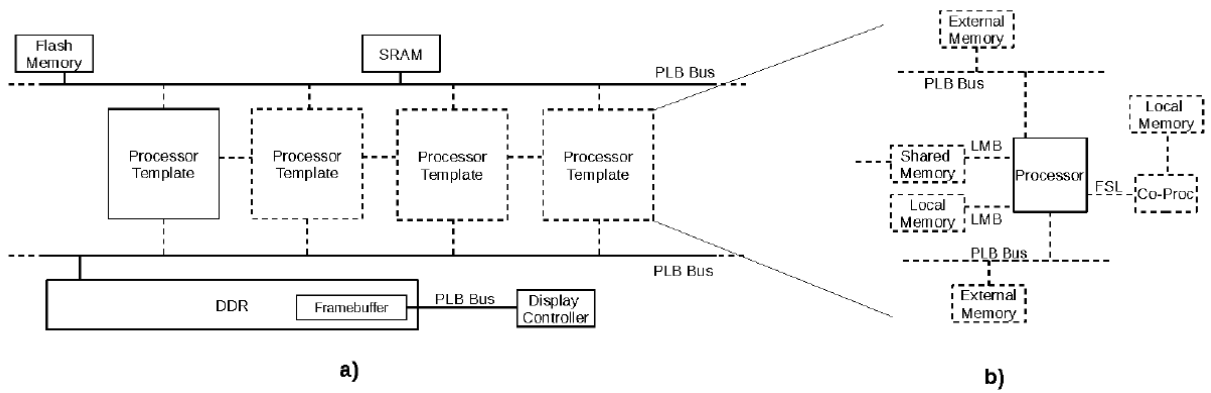 Flash
Memory
SRAM
PLB Bus
Processor
Template
Processor
Template
Processor
Template
Processor
Template
PLB Bus
DDR
Framebuffer
PLB Bus
Display
Controller
a)
External
Memory
PLB Bus
Local
Memory
Shared
Memory
LMB
Processor
FSL
Co-Proc
Local
Memory
LMB
PLB Bus
External
Memory
b)